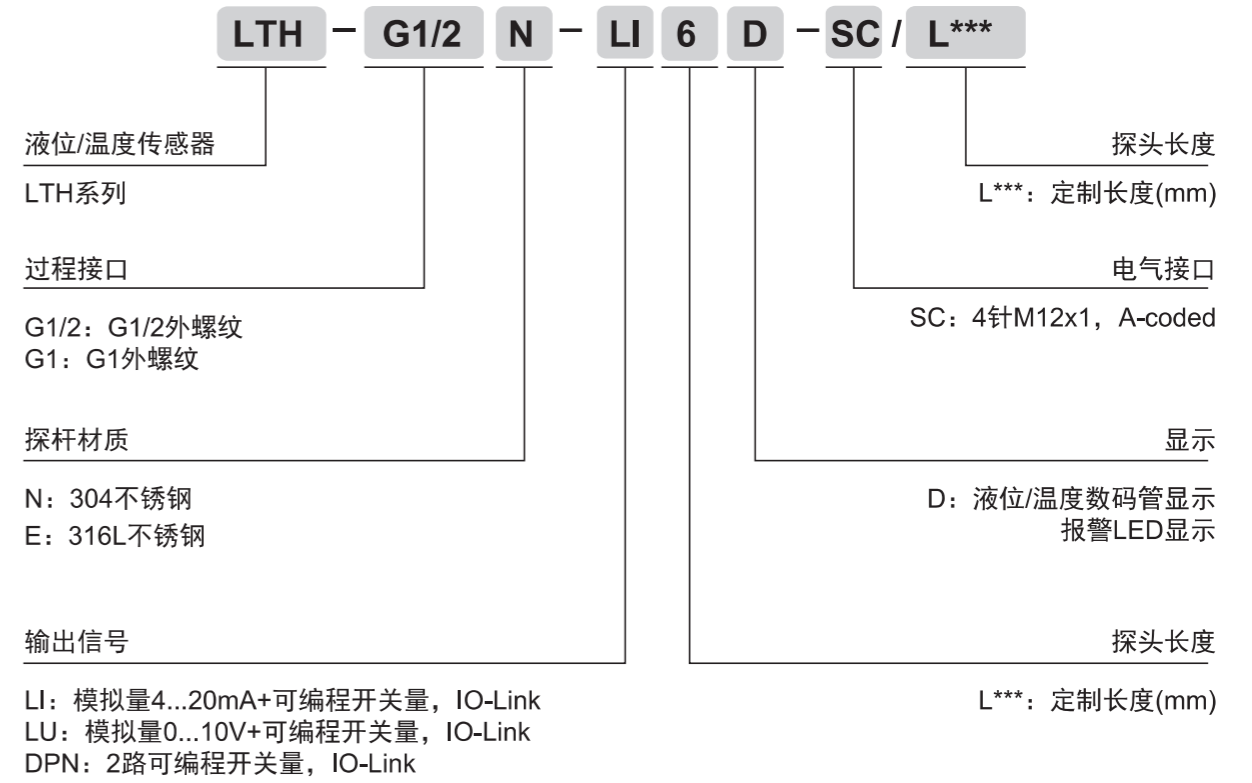 LTH - G1/2 N - LI 6 D - SC / L***
液位/温度传感器
LTH系列
过程接口
G1/2：G1/2外螺纹
G1：G1外螺纹
探杆材质
N：304不锈钢
E：316L不锈钢
输出信号
LI：模拟量4...20mA+可编程开关量，IO-Link
LU：模拟量0...10V+可编程开关量，IO-Link
DPN：2路可编程开关量，IO-Link
探头长度
L***：定制长度(mm)
电气接口
SC：4针M12x1，A-coded
显示
D：液位/温度数码管显示
报警LED显示
探头长度
L***：定制长度(mm)